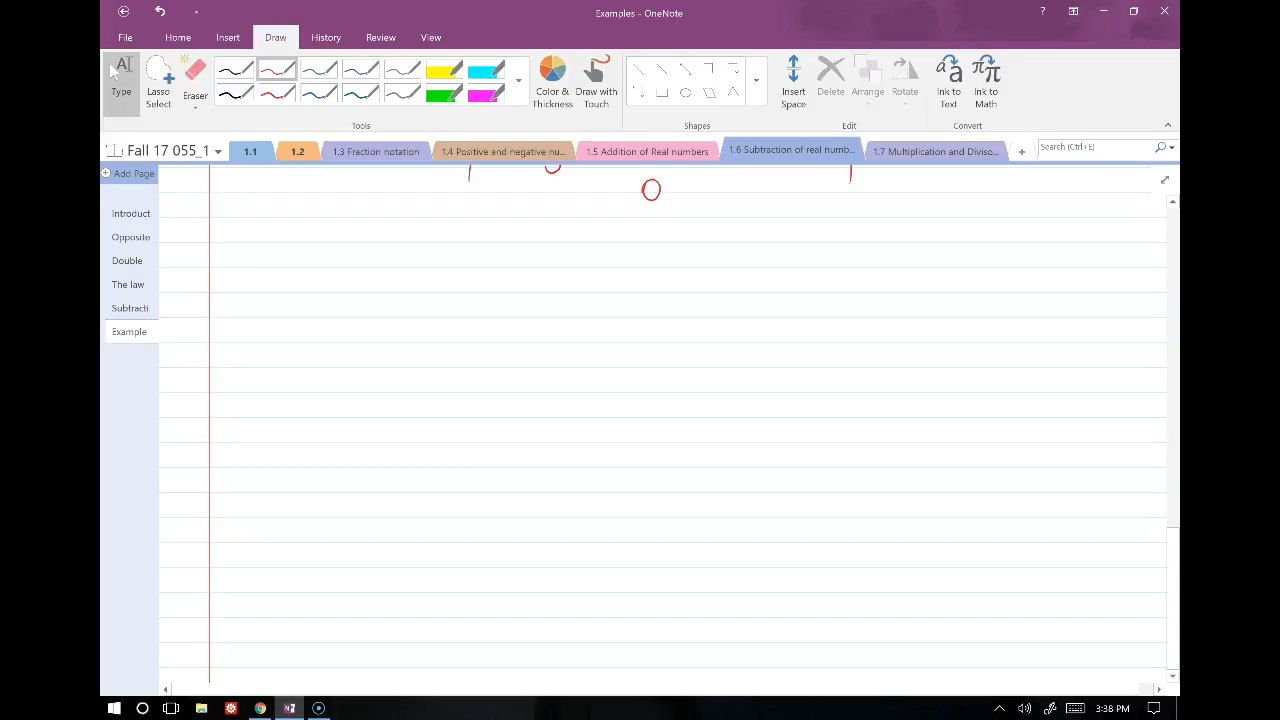 Examples - OneNote
?
File Home Insert Draw History Review View
Type
Lasso Select
Eraser
Color & Thickness
Draw with Touch
Insert Space
Delete
Arrange
Rotate
Ink to Text
Ink to Math
Tools Shapes Edit Convert
Fall 17 055_1 1.1 1.2 1.3 Fraction notation 1.4 Positive and negative nu... 1.5 Addition of Real numbers 1.6 Subtraction of real numb... 1.7 Multiplication and Diviso... Search (Ctrl+E)
Add Page
0
Introduct
Opposite
Double
The law
Subtracti
Example
3:38 PM